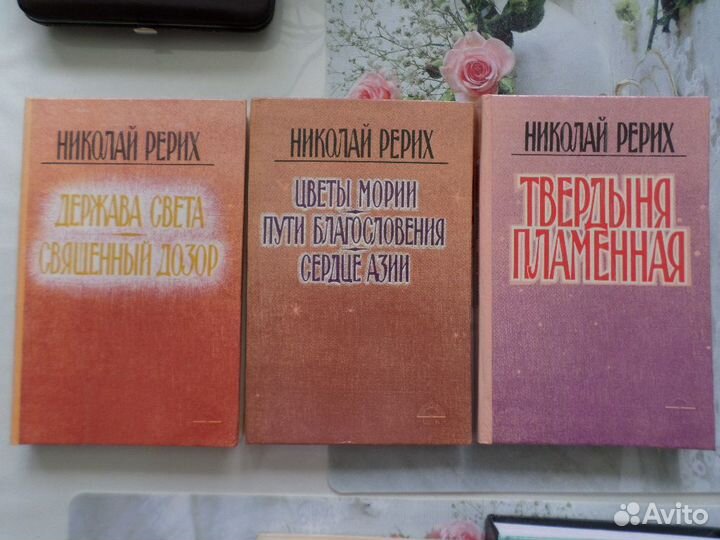 НИКОЛАЙ РЕРИХ
ДЕРЖАВА СВЕТА
СВЯЩЕННЫЙ ДОЗОР
НИКОЛАЙ РЕРИХ
ЦВЕТЫ МОРИИ
ПУТИ БЛАГОСЛОВЕНИЯ
СЕРДЦЕ АЗИИ
НИКОЛАЙ РЕРИХ
ТВЕРДЫНЯ
ПЛАМЕННАЯ
Avito